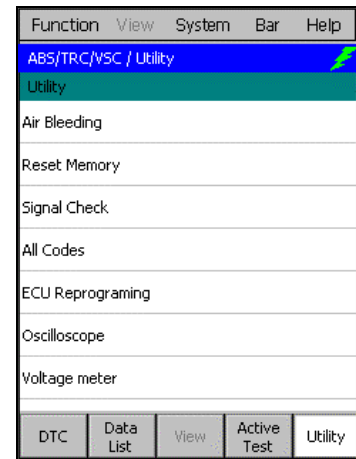 Function View System Bar Help
ABS/TRC/VSC / Utility
Utility
Air Bleeding
Reset Memory
Signal Check
All Codes
ECU Reprograming
Oscilloscope
Voltage meter
DTC Data List View Active Test Utility